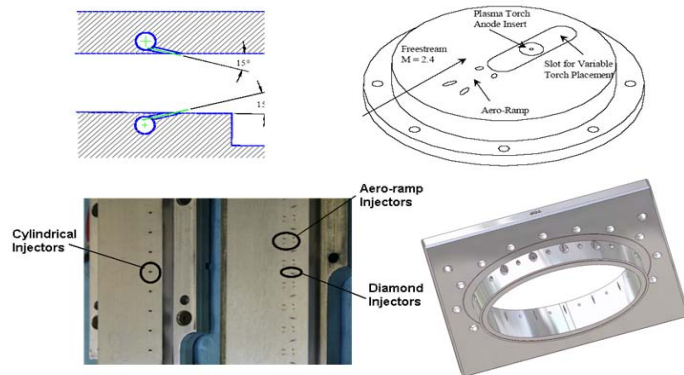 15°
15
Plasma Torch
Anode Insert
Freestream
M = 2.4
Slot for Variable
Torch Placement
Aero-Ramp
Aero-ramp
Injectors
Cylindrical
Injectors
Diamond
Injectors